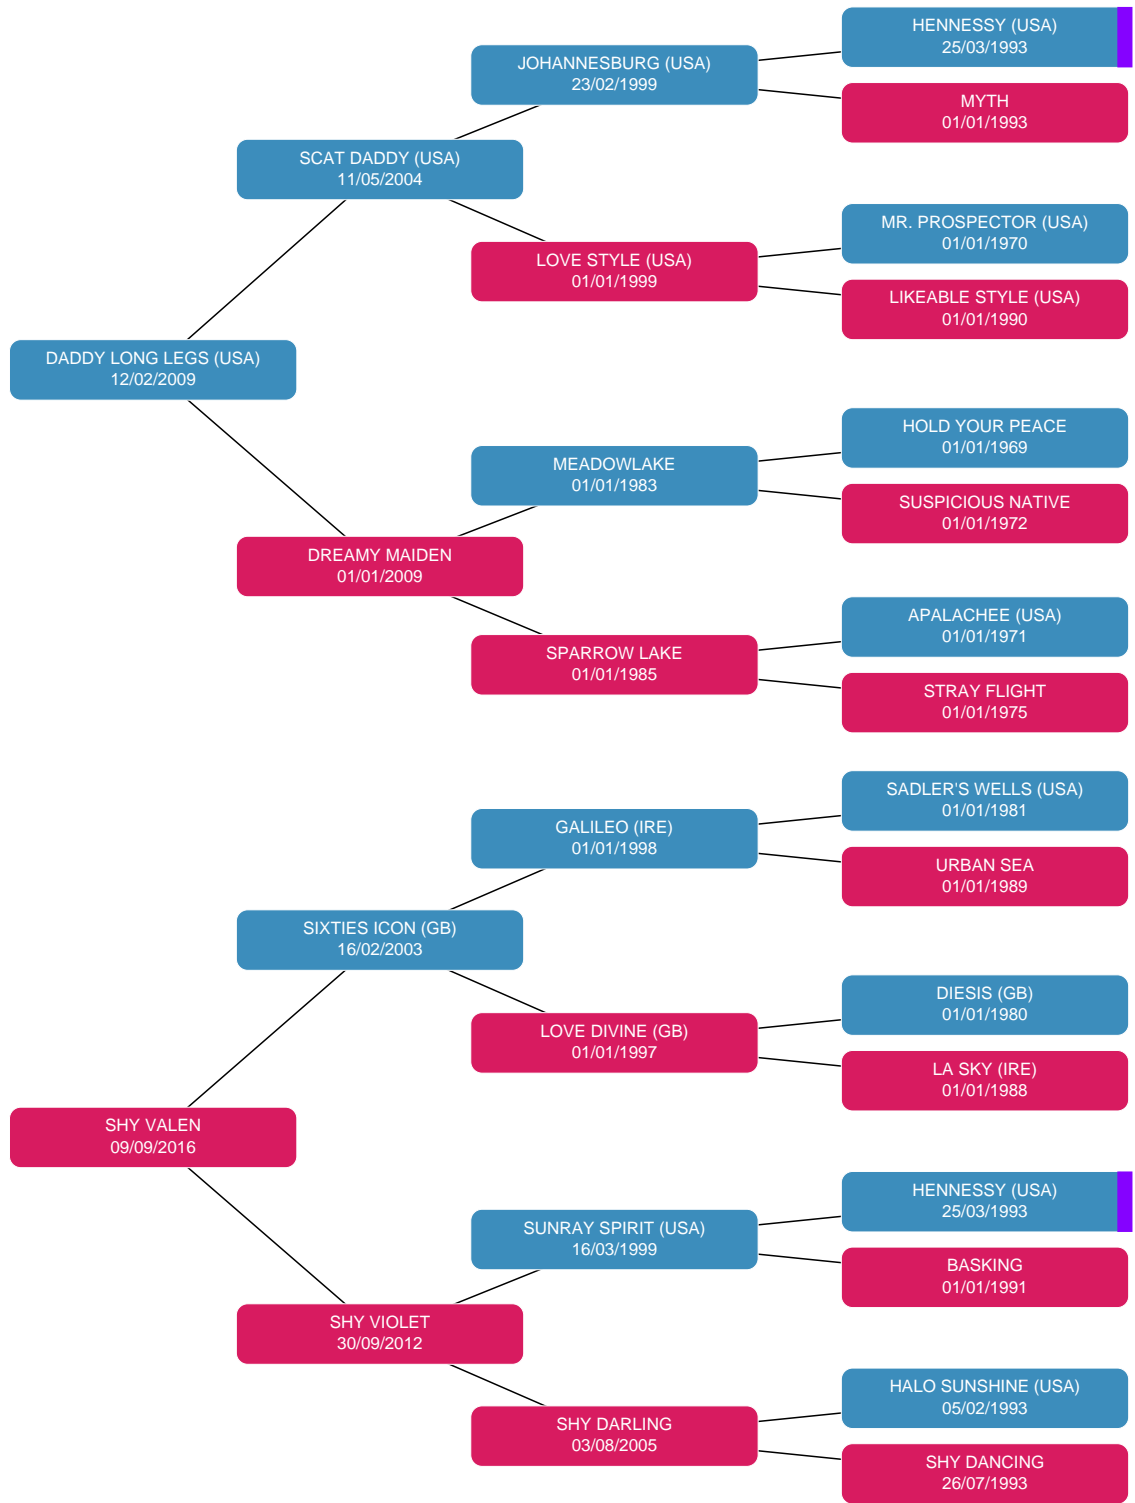 HENNESSY (USA)
25/03/1993
JOHANNESBURG (USA)
23/02/1999
MYTH
01/01/1993
SCAT DADDY (USA)
11/05/2004
MR. PROSPECTOR (USA)
01/01/1970
LOVE STYLE (USA)
01/01/1999
LIKEABLE STYLE (USA)
01/01/1990
DADDY LONG LEGS (USA)
12/02/2009
HOLD YOUR PEACE
01/01/1969
MEADOWLAKE
01/01/1983
SUSPICIOUS NATIVE
01/01/1972
DREAMY MAIDEN
01/01/2009
APALACHEE (USA)
01/01/1971
SPARROW LAKE
01/01/1985
STRAY FLIGHT
01/01/1975
SADLER'S WELLS (USA)
01/01/1981
GALILEO (IRE)
01/01/1998
URBAN SEA
01/01/1989
SIXTIES ICON (GB)
16/02/2003
DIESIS (GB)
01/01/1980
LOVE DIVINE (GB)
01/01/1997
LA SKY (IRE)
01/01/1988
SHY VALEN
09/09/2016
HENNESSY (USA)
25/03/1993
SUNRAY SPIRIT (USA)
16/03/1999
BASKING
01/01/1991
SHY VIOLET
30/09/2012
HALO SUNSHINE (USA)
05/02/1993
SHY DARLING
03/08/2005
SHY DANCING
26/07/1993